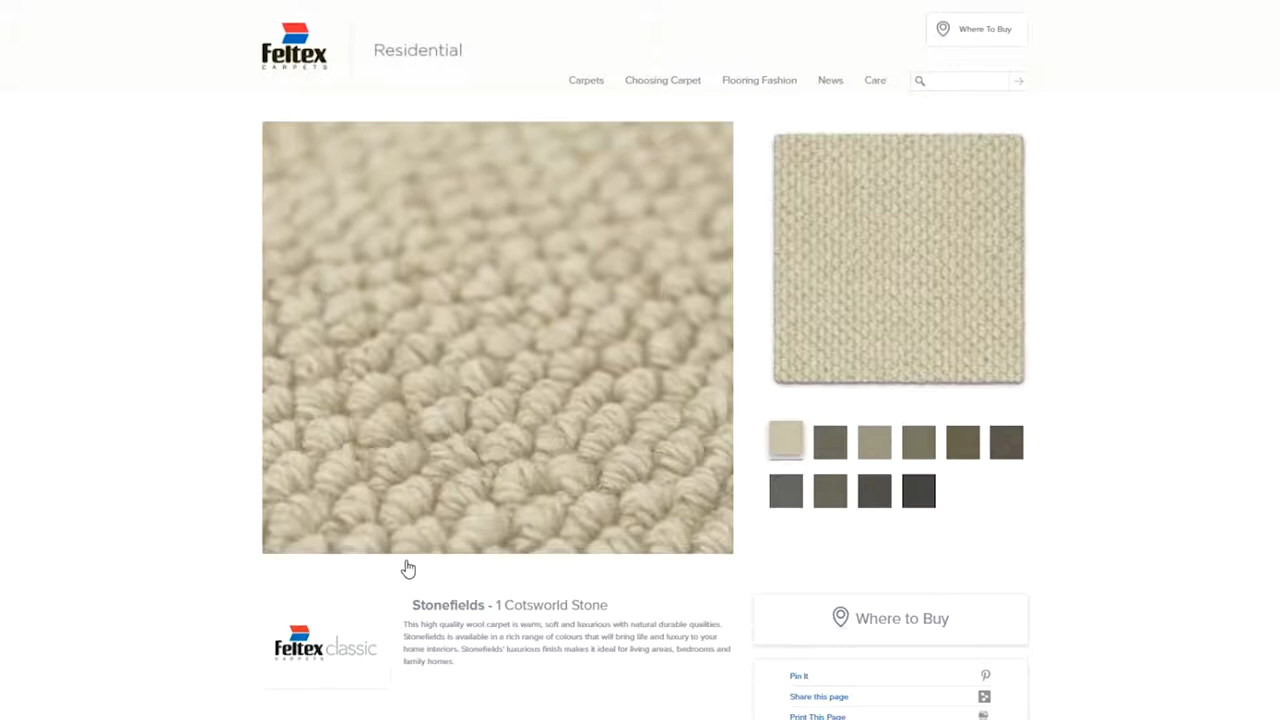 Feltex
CARPETS
Residential
Where To Buy
Carpets
Choosing Carpet
Flooring Fashion
News
Care
Stonefields - 1 Cotsworld Stone
This high quality wool carpet is warm, soft and luxurious with natural durable qualities.
Stonefields is available in a rich range of colours that will bring life and luxury to your
home interiors. Stonefields' luxurious finish makes it ideal for living areas, bedrooms and
family homes.
Feltex classic
CARPETS
Where to Buy
Pin It
Share this page
Print This Page